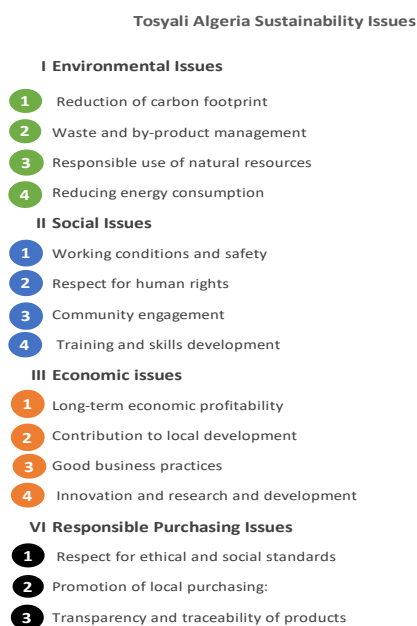 Tosyali Algeria Sustainability Issues
I Environmental Issues
1 Reduction of carbon footprint
2 Waste and by-product management
3 Responsible use of natural resources
4 Reducing energy consumption
II Social Issues
1 Working conditions and safety
2 Respect for human rights
3 Community engagement
4 Training and skills development
III Economic issues
1 Long-term economic profitability
2 Contribution to local development
3 Good business practices
4 Innovation and research and development
VI Responsible Purchasing Issues
1 Respect for ethical and social standards
2 Promotion of local purchasing:
3 Transparency and traceability of products